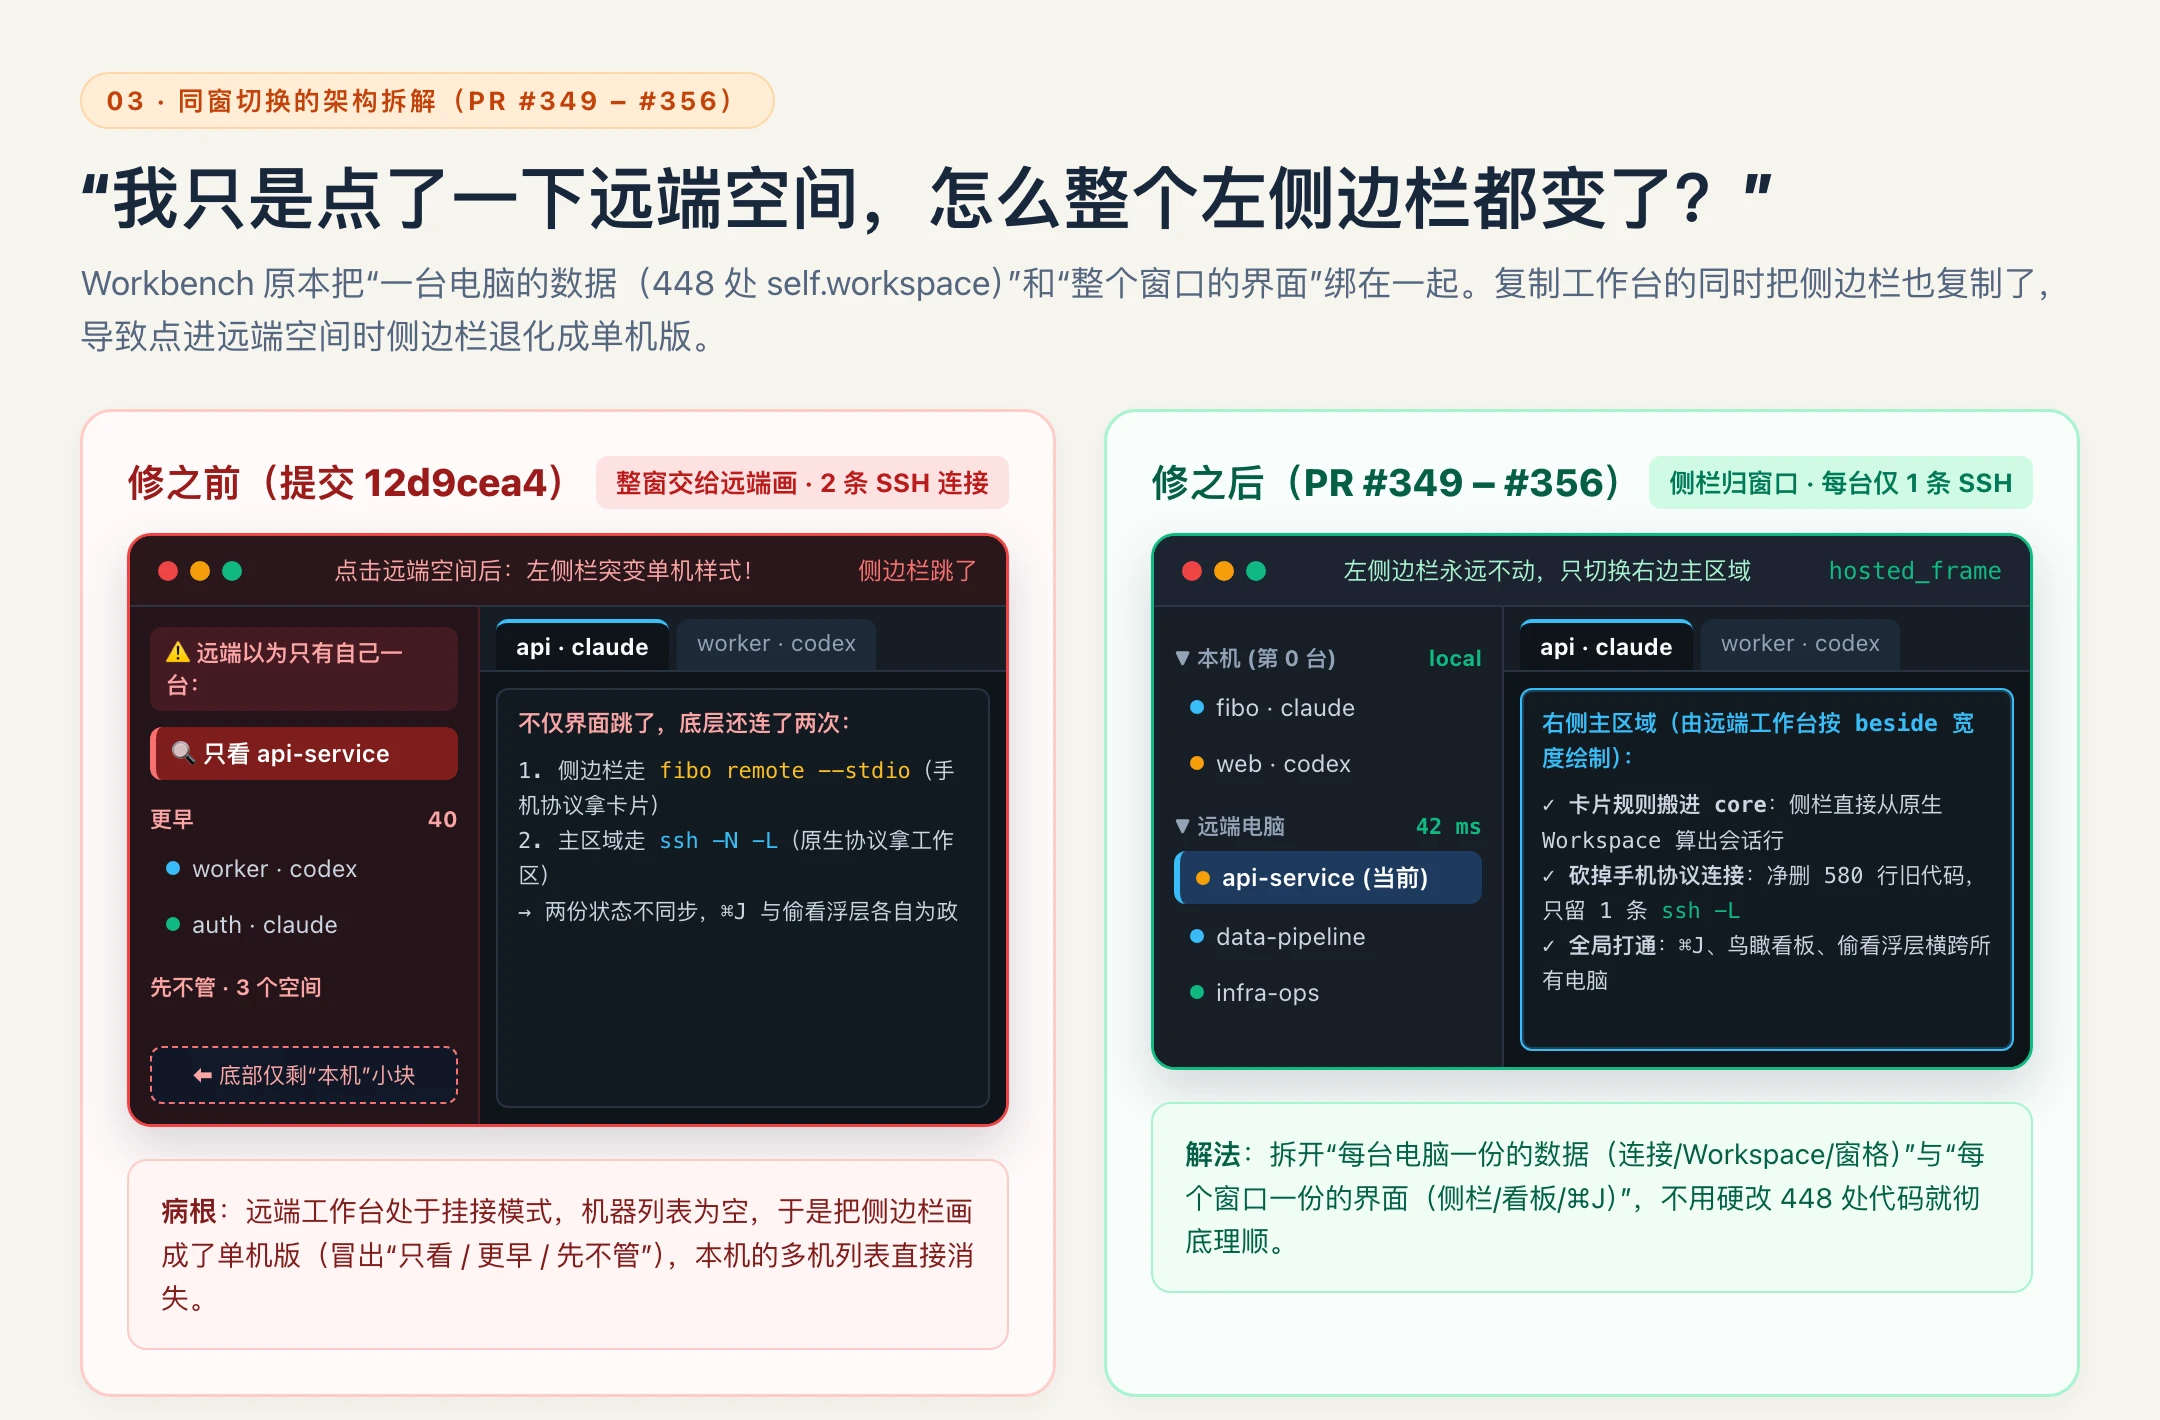 03 · 同窗切换的架构拆解（PR #349 – #356）
“我只是点了一下远端空间，怎么整个左侧边栏都变了？”
Workbench 原本把“一台电脑的数据（448 处 self.workspace）”和“整个窗口的界面”绑在一起。复制工作台的同时把侧边栏也复制了，
导致点进远端空间时侧边栏退化成单机版。
修之前（提交 12d9cea4）
整窗交给远端画 · 2 条 SSH 连接
点击远端空间后：左侧栏突变单机样式！
侧边栏跳了
⚠️ 远端以为只有自己一
台：
🔍 只看 api-service
更早 40
worker · codex
auth · claude
先不管 · 3 个空间
⬅ 底部仅剩“本机”小块
api · claude
worker · codex
不仅界面跳了，底层还连了两次：
1. 侧边栏走 fibo remote --stdio（手
机协议拿卡片）
2. 主区域走 ssh -N -L（原生协议拿工作
区）
→ 两份状态不同步，⌘J 与偷看浮层各自为政
病根：远端工作台处于挂接模式，机器列表为空，于是把侧边栏画
成了单机版（冒出“只看 / 更早 / 先不管”），本机的多机列表直接消
失。
修之后（PR #349 – #356）
侧栏归窗口 · 每台仅 1 条 SSH
左侧边栏永远不动，只切换右边主区域
hosted_frame
▼ 本机 (第 0 台) local
fibo · claude
web · codex
▼ 远端电脑 42 ms
api-service (当前)
data-pipeline
infra-ops
api · claude
worker · codex
右侧主区域（由远端工作台按 beside 宽
度绘制）：
✓ 卡片规则搬进 core：侧栏直接从原生
Workspace 算出会话行
✓ 砍掉手机协议连接：净删 580 行旧代码，
只留 1 条 ssh -L
✓ 全局打通：⌘J、鸟瞰看板、偷看浮层横跨所
有电脑
解法：拆开“每台电脑一份的数据（连接/Workspace/窗格）”与“每
个窗口一份的界面（侧栏/看板/⌘J）”，不用硬改 448 处代码就彻
底理顺。